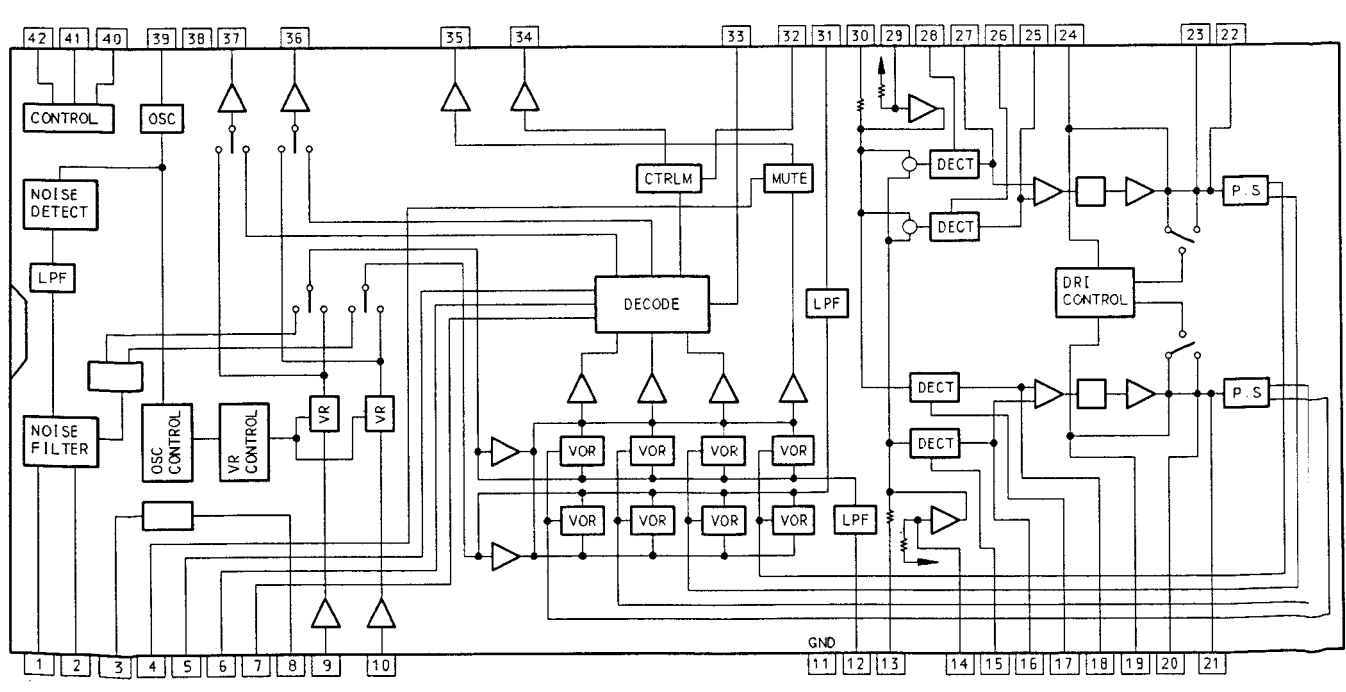 42 41 40 39 38 37 36 35 34 33 32 31 30 29 28 27 26 25 24 23 22
CONTROL
OSC
NOISE
DETECT
CTRLM
MUTE
DECT
P.S
DECT
LPF
DECODE
LPF
DRI
CONTROL
DECT
P.S
NOISE
FILTER
OSC
CONTROL
VR
CONTROL
VR
VR
VOR
VOR
VOR
VOR
DECT
VOR
VOR
VOR
VOR
LPF
GND
1 2 3 4 5 6 7 8 9 10 11 12 13 14 15 16 17 18 19 20 21